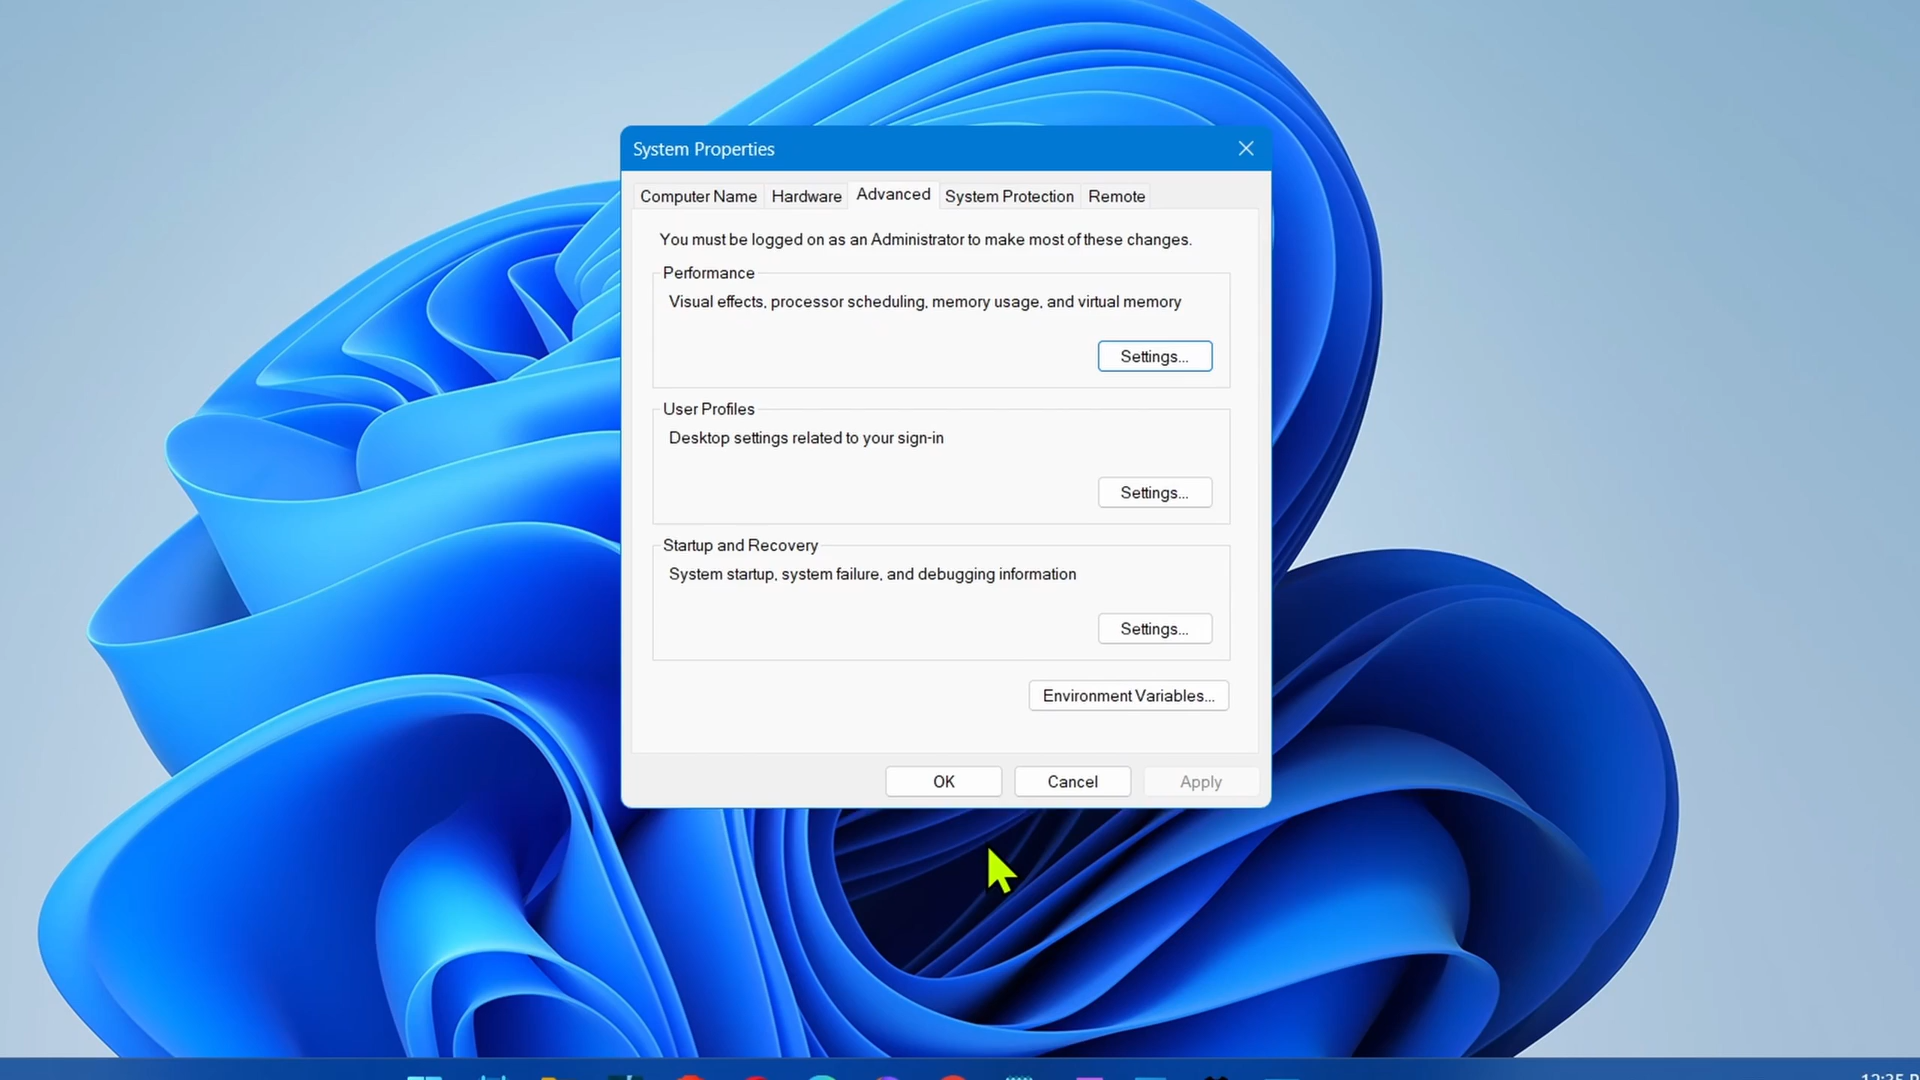 System Properties
Computer Name
Hardware
Advanced
System Protection
Remote
You must be logged on as an Administrator to make most of these changes.
Performance
Visual effects, processor scheduling, memory usage, and virtual memory
Settings...
User Profiles
Desktop settings related to your sign-in
Settings...
Startup and Recovery
System startup, system failure, and debugging information
Settings...
Environment Variables...
OK
Cancel
Apply